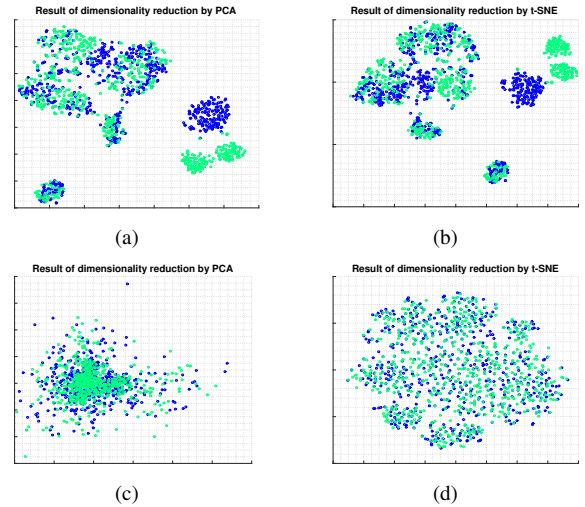 Result of dimensionality reduction by PCA
Result of dimensionality reduction by t-SNE
(a)
(b)
Result of dimensionality reduction by PCA
Result of dimensionality reduction by t-SNE
(c)
(d)